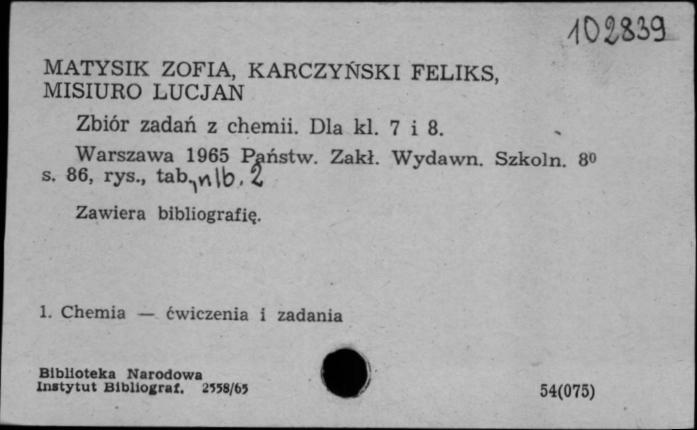 102839
MATYSIK ZOFIA, KARCZYŃSKI FELIKS,
MISIURO LUCJAN
Zbiór zadań z chemii. Dla kl. 7 i 8.
Warszawa 1965 Państw. Zakł. Wydawn. Szkoln. 8⁰
s. 86, rys., tab., nlb. 2
Zawiera bibliografię.
1. Chemia — ćwiczenia i zadania
Biblioteka Narodowa
Instytut Bibliograf. 2558/65
54(075)